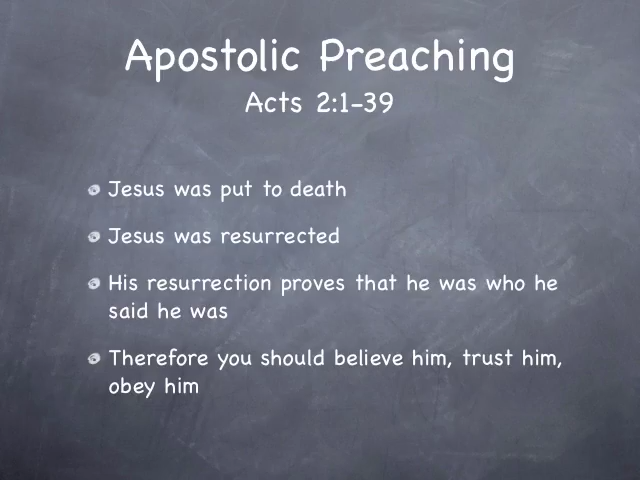 Apostolic Preaching
Acts 2:1-39
Jesus was put to death
Jesus was resurrected
His resurrection proves that he was who he
said he was
Therefore you should believe him, trust him,
obey him